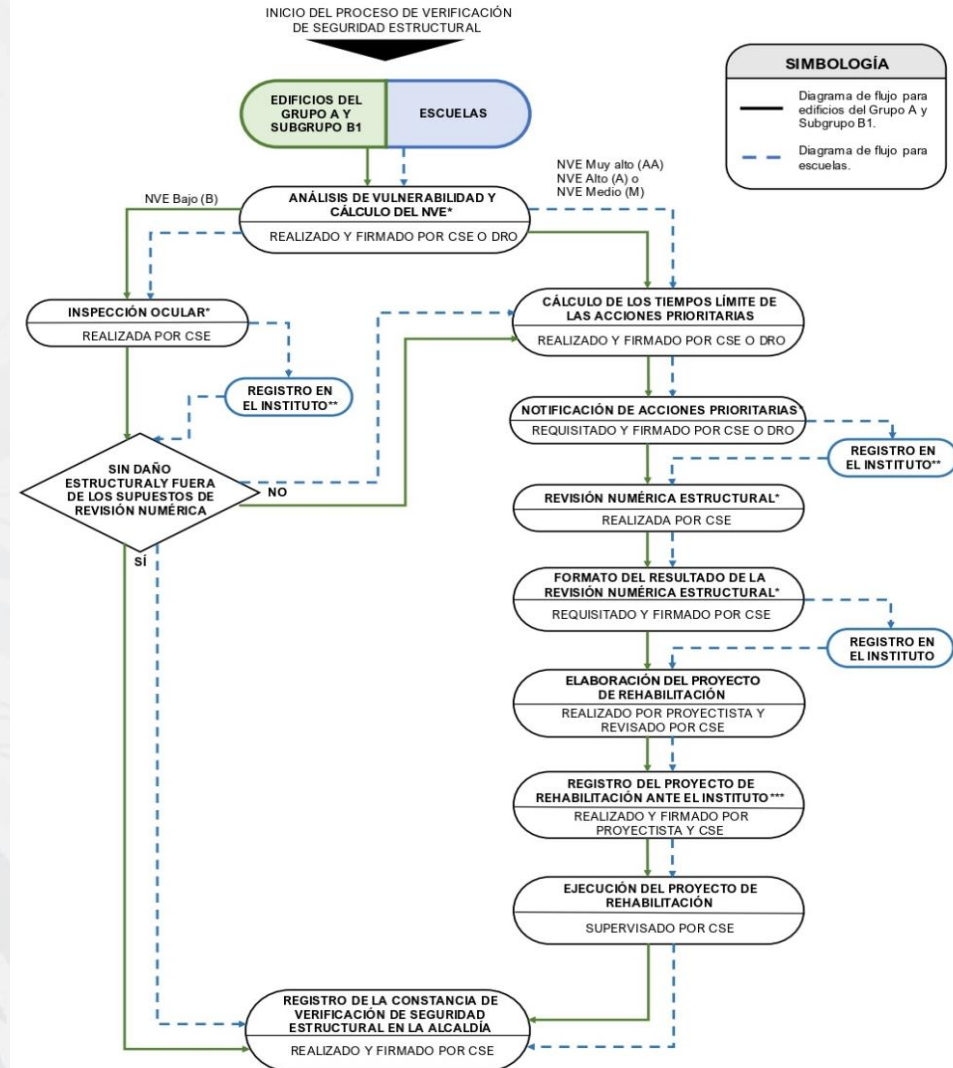 INICIO DEL PROCESO DE VERIFICACIÓN
DE SEGURIDAD ESTRUCTURAL
SIMBOLOGÍA
Diagrama de flujo para
edificios del Grupo A y
Subgrupo B1.
Diagrama de flujo para
escuelas.
EDIFICIOS DEL
GRUPO A Y
SUBGRUPO B1
ESCUELAS
NVE Muy alto (AA)
NVE Alto (A) o
NVE Medio (M)
NVE Bajo (B)
ANÁLISIS DE VULNERABILIDAD Y
CÁLCULO DEL NVE*
REALIZADO Y FIRMADO POR CSE O DRO
INSPECCIÓN OCULAR*
REALIZADA POR CSE
CÁLCULO DE LOS TIEMPOS LÍMITE DE
LAS ACCIONES PRIORITARIAS
REALIZADO Y FIRMADO POR CSE O DRO
REGISTRO EN
EL INSTITUTO**
NOTIFICACIÓN DE ACCIONES PRIORITARIAS*
REQUISITADO Y FIRMADO POR CSE O DRO
REGISTRO EN
EL INSTITUTO**
SIN DAÑO
ESTRUCTURAL Y FUERA
DE LOS SUPUESTOS DE
REVISIÓN NUMÉRICA
NO
SÍ
REVISIÓN NUMÉRICA ESTRUCTURAL*
REALIZADA POR CSE
FORMATO DEL RESULTADO DE LA
REVISIÓN NUMÉRICA ESTRUCTURAL*
REQUISITADO Y FIRMADO POR CSE
REGISTRO EN
EL INSTITUTO
ELABORACIÓN DEL PROYECTO
DE REHABILITACIÓN
REALIZADO POR PROYECTISTA Y
REVISADO POR CSE
REGISTRO DEL PROYECTO DE
REHABILITACIÓN ANTE EL INSTITUTO***
REALIZADO Y FIRMADO POR
PROYECTISTA Y CSE
EJECUCIÓN DEL PROYECTO DE
REHABILITACIÓN
SUPERVISADO POR CSE
REGISTRO DE LA CONSTANCIA DE
VERIFICACIÓN DE SEGURIDAD
ESTRUCTURAL EN LA ALCALDÍA
REALIZADO Y FIRMADO POR CSE